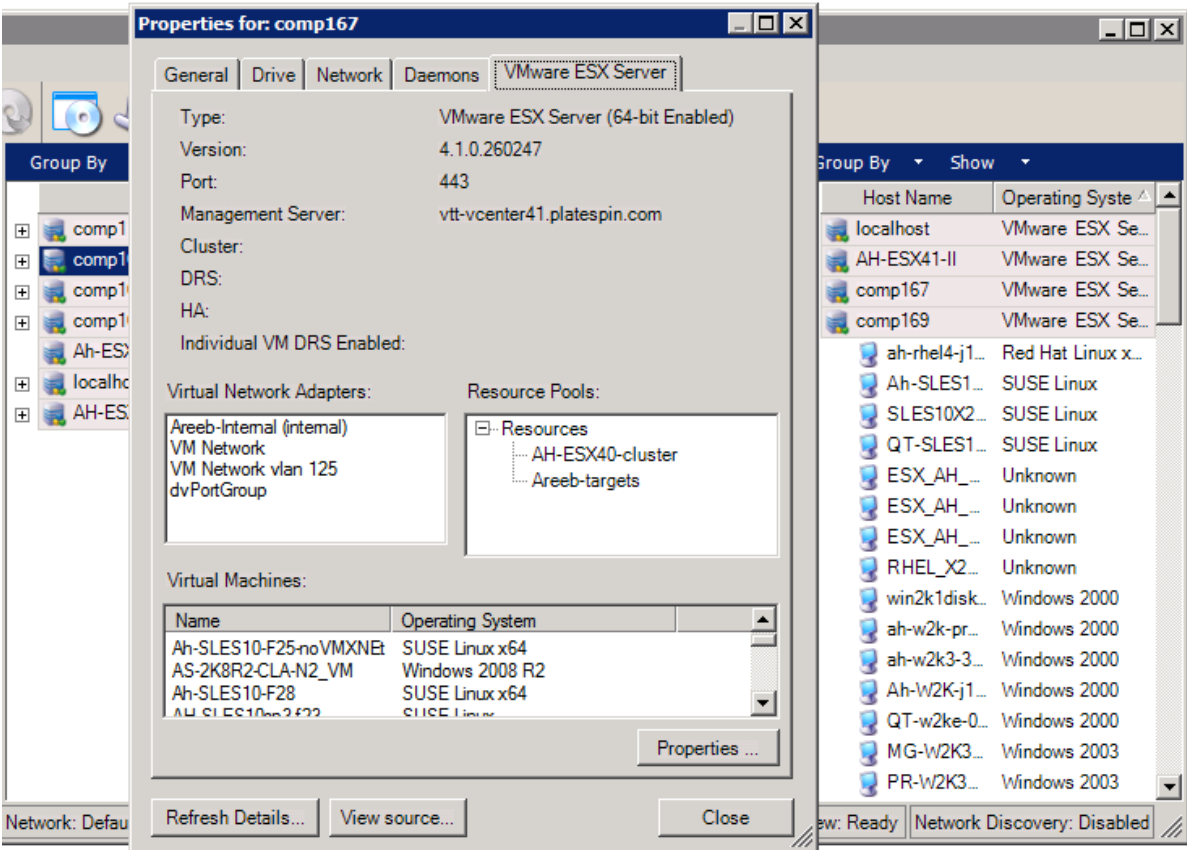 Properties for: comp167
General
Drive
Network
Daemons
VMware ESX Server
Type: VMware ESX Server (64-bit Enabled)
Version: 4.1.0.260247
Port: 443
Management Server: vtt-vcenter41.platespin.com
Cluster:
DRS:
HA:
Individual VM DRS Enabled:
Virtual Network Adapters:
Areeb-Internal (internal)
VM Network
VM Network vlan 125
dvPortGroup
Resource Pools:
Resources
AH-ESX40-cluster
Areeb-targets
Virtual Machines:
Name Operating System
Ah-SLES10-F25-noVMXNEt SUSE Linux x64
AS-2K8R2-CLA-N2_VM Windows 2008 R2
Ah-SLES10-F28 SUSE Linux x64
AH-SLES10sp3 f23 SUSE Linux
Properties ...
Refresh Details...
View source...
Close
Group By
comp1
comp1
comp1
comp1
Ah-ESX
localho
AH-ES
Network: Defau
Group By Show
Host Name Operating Syste
localhost VMware ESX Se...
AH-ESX41-II VMware ESX Se...
comp167 VMware ESX Se...
comp169 VMware ESX Se...
ah-rhel4-j1... Red Hat Linux x...
Ah-SLES1... SUSE Linux
SLES10X2... SUSE Linux
QT-SLES1... SUSE Linux
ESX_AH_... Unknown
ESX_AH_... Unknown
ESX_AH_... Unknown
RHEL_X2... Unknown
win2k1disk... Windows 2000
ah-w2k-pr... Windows 2000
ah-w2k3-3... Windows 2000
Ah-W2K-j1... Windows 2000
QT-w2ke-0... Windows 2000
MG-W2K3... Windows 2003
PR-W2K3... Windows 2003
ew: Ready
Network Discovery: Disabled